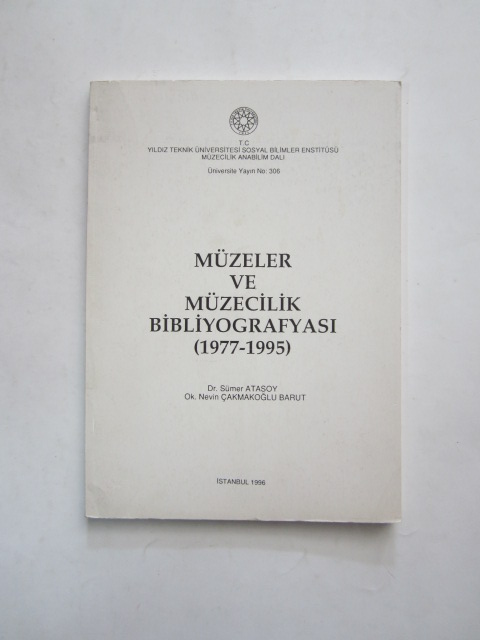 T.C
YILDIZ TEKNİK ÜNİVERSİTESİ SOSYAL BİLİMLER ENSTİTÜSÜ
MÜZECİLİK ANABİLİM DALI
Üniversite Yayın No: 306
MÜZELER
VE
MÜZECİLİK
BİBLİYOGRAFYASI
(1977-1995)
Dr. Sümer ATASOY
Ok. Nevin ÇAKMAKOĞLU BARUT
İSTANBUL 1996